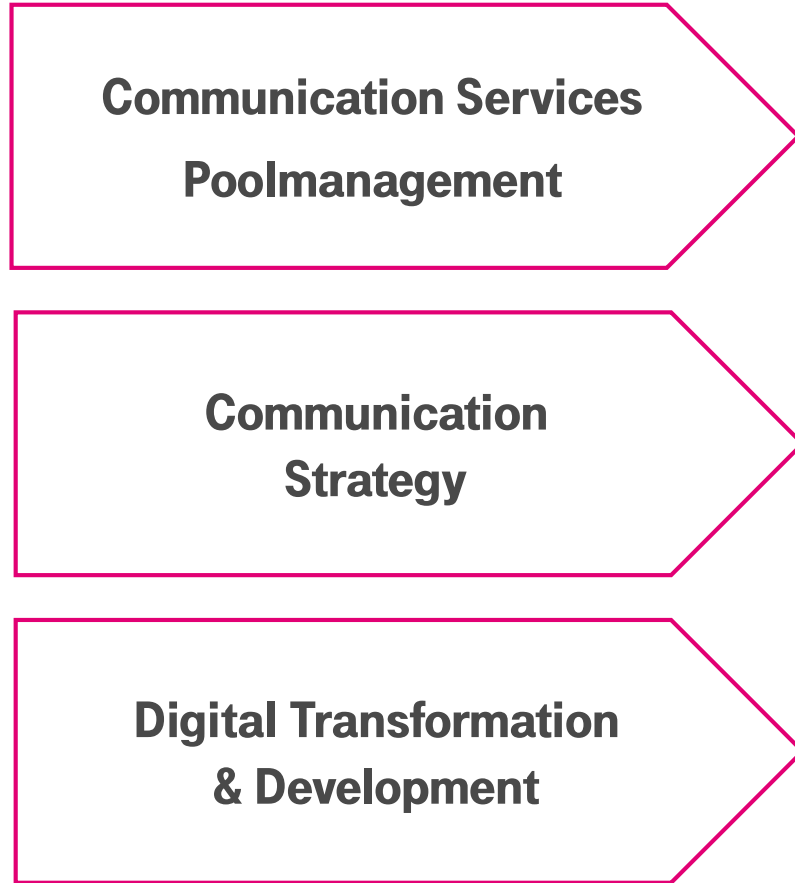 Communication Services
Poolmanagement
Communication
Strategy
Digital Transformation
& Development